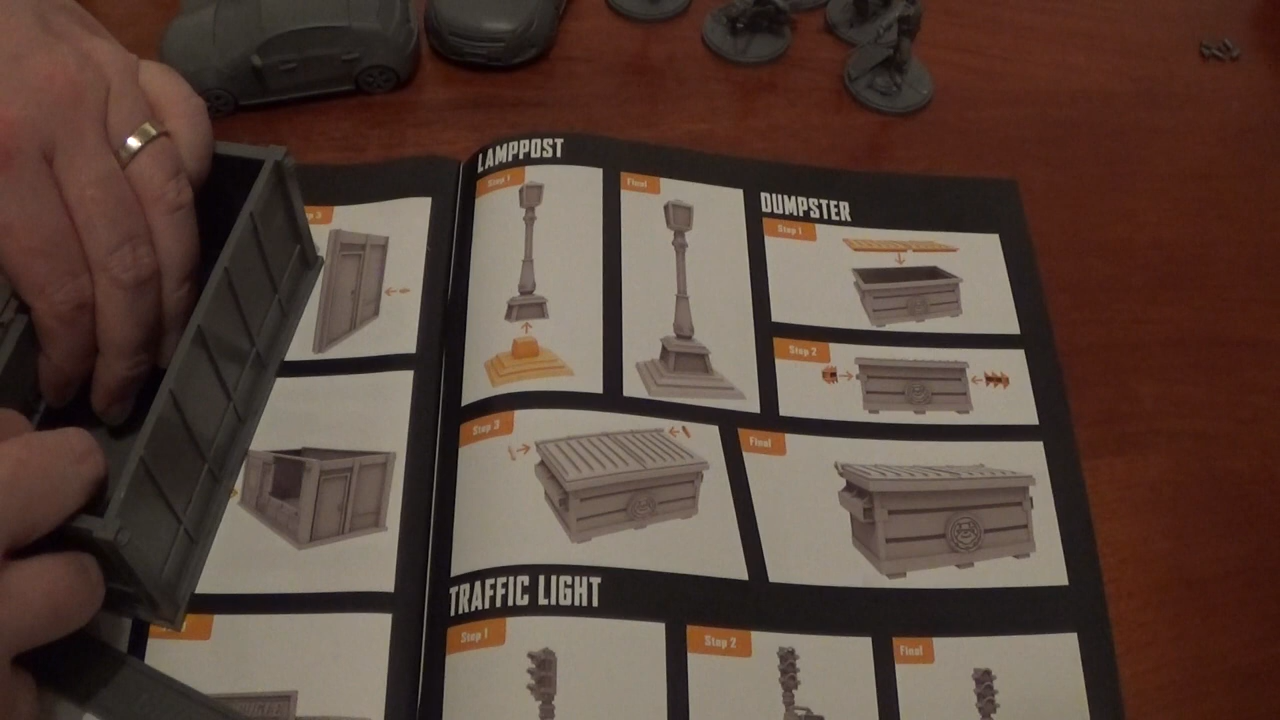 LAMPPOST
Step 1
Final
DUMPSTER
Step 1
Step 2
Step 3
Final
TRAFFIC LIGHT
Step 1
Step 2
Final